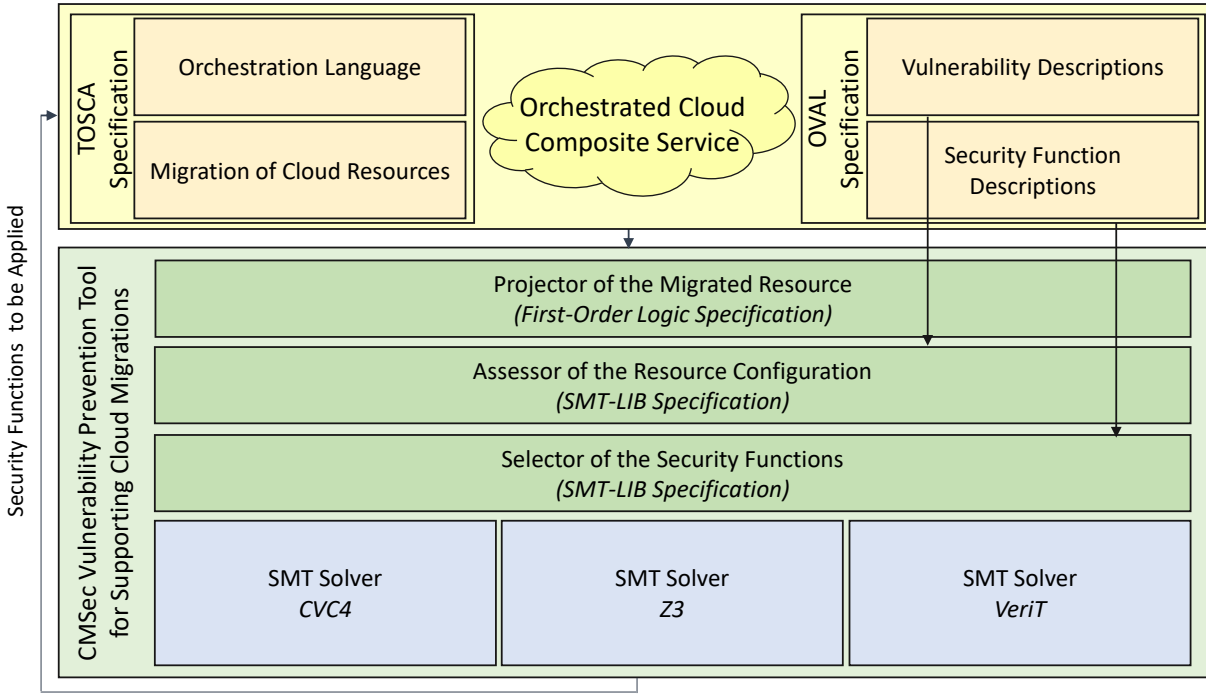 TOSCA
Specification
Orchestration Language
Migration of Cloud Resources
Orchestrated Cloud
Composite Service
OVAL
Specification
Vulnerability Descriptions
Security Function
Descriptions
Security Functions to be Applied
CMSec Vulnerability Prevention Tool
for Supporting Cloud Migrations
Projector of the Migrated Resource
(First-Order Logic Specification)
Assessor of the Resource Configuration
(SMT-LIB Specification)
Selector of the Security Functions
(SMT-LIB Specification)
SMT Solver
CVC4
SMT Solver
Z3
SMT Solver
VeriT